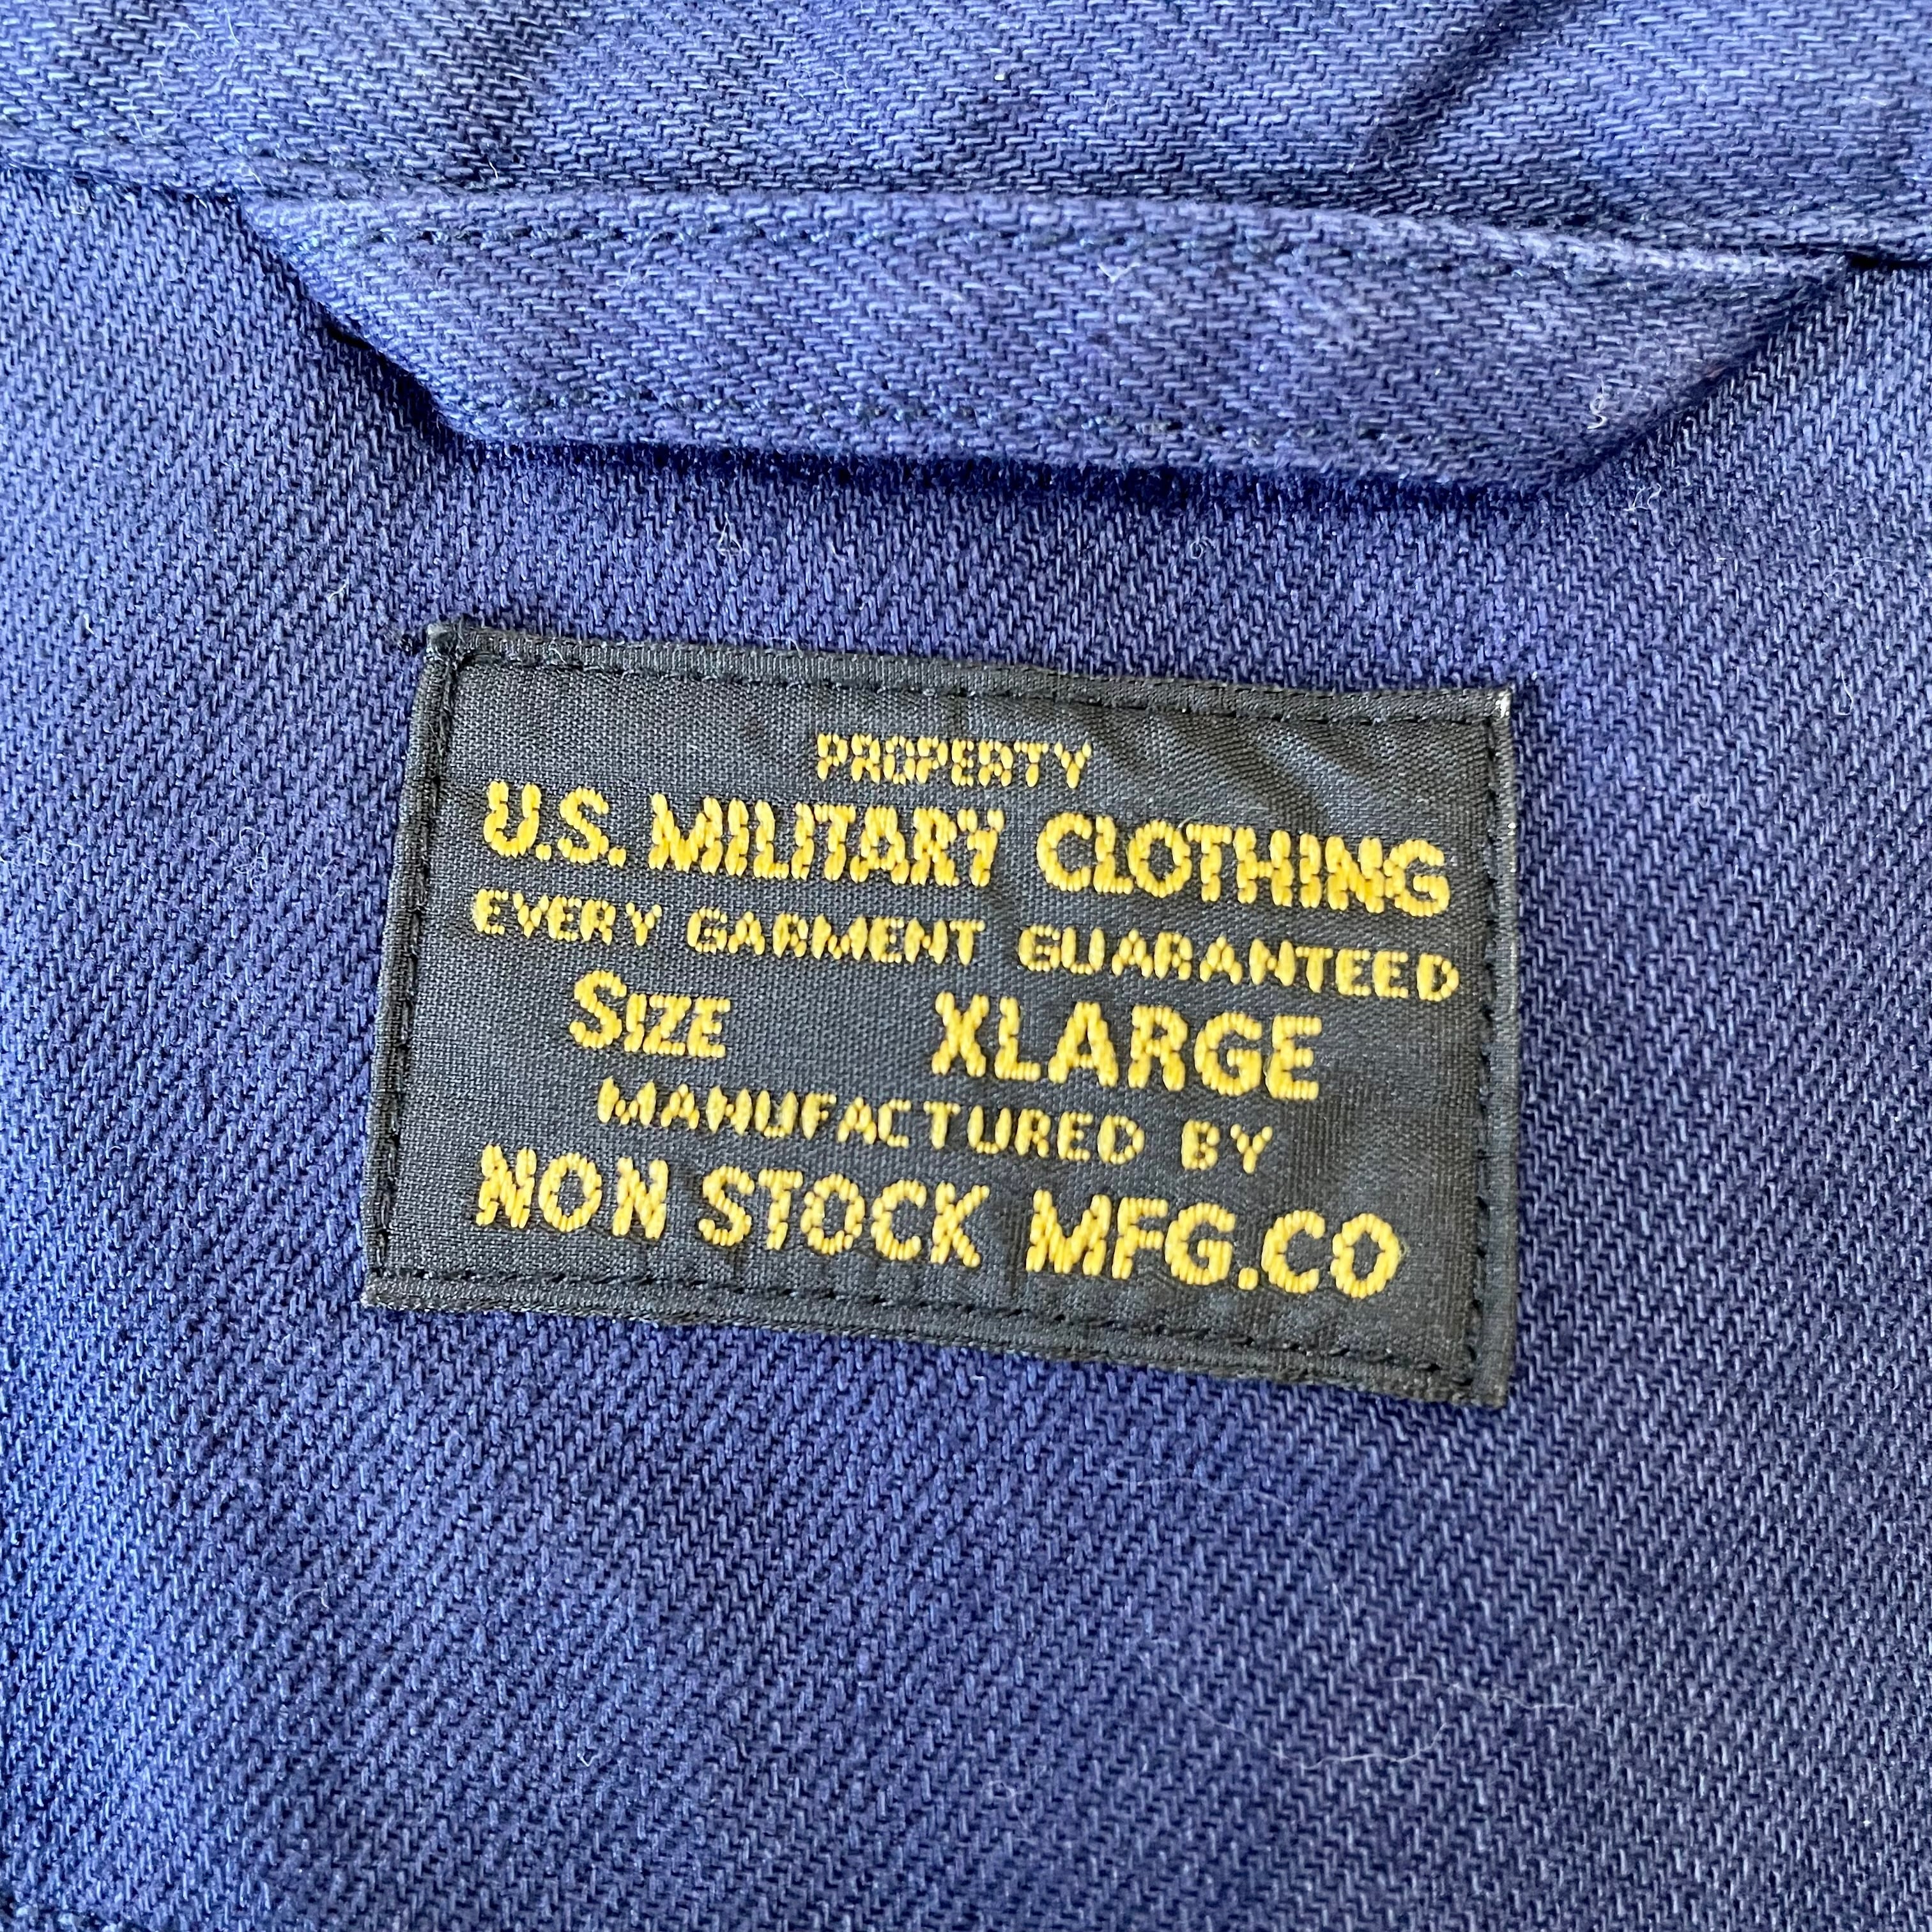 PROPERTY
U.S. MILITARY CLOTHING
EVERY GARMENT GUARANTEED
SIZE XLARGE
MANUFACTURED BY
NON STOCK MFG.CO